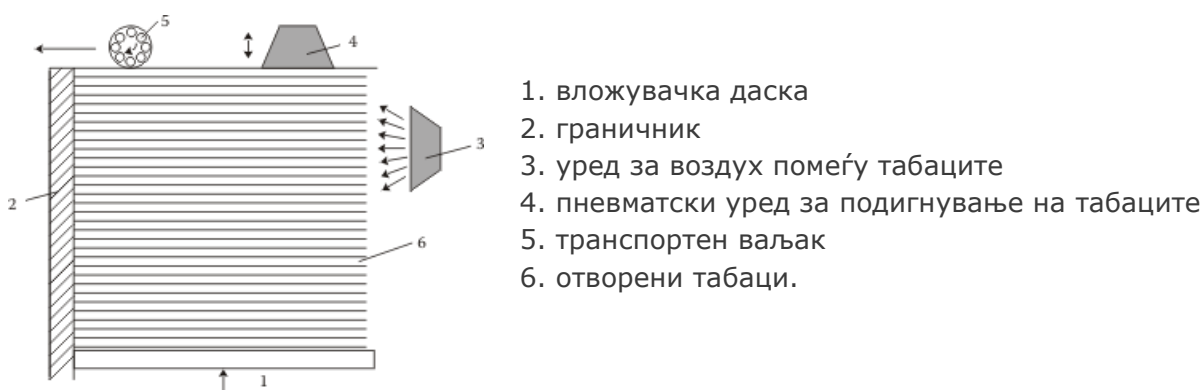 5
4
3
2
6
1
1. вложувачка даска
2. граничник
3. уред за воздух помеѓу табаците
4. пневматски уред за подигнување на табаците
5. транспортен ваљак
6. отворени табаци.